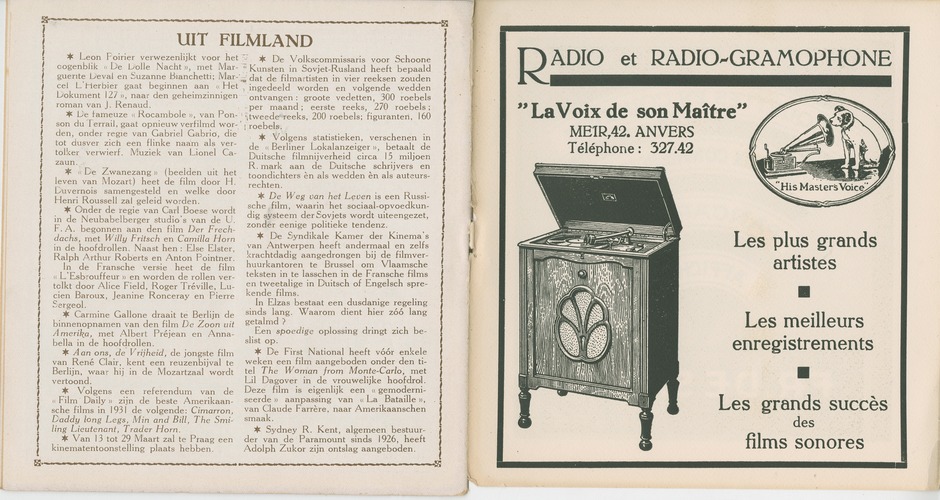 UIT FILMLAND
✶ Leon Poirier verwezenlijkt voor het
oogenblik « De Dolle Nacht », met Mar-
guerite Deval en Suzanne Bianchetti; Mar-
cel L'Herbier gaat beginnen aan « Het
Dokument 127 », naar den geheimzinnigen
roman van J. Renaud.
✶ De fameuze « Rocambole », van Pon-
son du Terrail, gaat opnieuw verfilmd wor-
den, onder regie van Gabriel Gabrio, die
tot dusver zich een flinke naam als ver-
tolker verwierf. Muziek van Lionel Ca-
zaun.
✶ « De Zwanezang » (beelden uit het
leven van Mozart) heet de film door H.
Duvernois samengesteld en welke door
Henri Roussell zal geleid worden.
✶ Onder de regie van Carl Boese wordt
in de Neubabelberger studio's van de U.
F. A. begonnen aan den film Der Frech-
dachs, met Willy Fritsch en Camilla Horn
in de hoofdrollen. Naast hen : Else Elster,
Ralph Arthur Roberts en Anton Pointner.
In de Fransche versie heet de film
« L'Esbrouffeur » en worden de rollen ver-
tolkt door Alice Field, Roger Tréville, Lu-
cien Baroux, Jeanine Ronceray en Pierre
Sergeol.
✶ Carmine Gallone draait te Berlijn de
binnenopnamen van den film De Zoon uit
Amerika, met Albert Préjean en Anna-
bella in de hoofdrollen.
✶ Aan ons, de Vrijheid, de jongste film
van René Clair, kent een reuzenbijval te
Berlijn, waar hij in de Mozartzaal wordt
vertoond.
✶ Volgens een referendum van de
« Film Daily » zijn de beste Amerikaan-
sche films in 1931 de volgende: Cimarron,
Daddy long Legs, Min and Bill, The Smi-
ling Lieutenant, Trader Horn.
✶ Van 13 tot 29 Maart zal te Praag een
kinematentoonstelling plaats hebben.
✶ De Volkscommissaris voor Schoone
Kunsten in Sovjet-Rusland heeft bepaald
dat de filmartisten in vier reeksen zouden
ingedeeld worden en volgende wedden
ontvangen : groote vedetten, 300 roebels
per maand ; eerste reeks, 270 roebels ;
tweede reeks, 200 roebels; figuranten, 160
roebels.
✶ Volgens statistieken, verschenen in
de « Berliner Lokalanzeiger », betaalt de
Duitsche filmnijverheid circa 15 miljoen
R. mark aan de Duitsche schrijvers en
toondichters èn als wedden èn als auteurs-
rechten.
✶ De Weg van het Leven is een Russi-
sche film, waarin het sociaal-opvoedkun-
dig systeem der Sovjets wordt uiteengezet,
zonder eenige politieke tendenz.
✶ De Syndikale Kamer der Kinema's
van Antwerpen heeft andermaal en zelfs
krachtdadig aangedrongen bij de filmver-
huurkantoren te Brussel om Vlaamsche
teksten in te lasschen in de Fransche films
en tweetalige in Duitsch of Engelsch spre-
kende films.
In Elzas bestaat een dusdanige regeling
sinds lang. Waarom dient hier zóó lang
getalmd ?
Een spoedige oplossing dringt zich be-
slist op.
✶ De First National heeft vóór enkele
weken een film aangeboden onder den ti-
tel The Woman from Monte-Carlo, met
Lil Dagover in de vrouwelijke hoofdrol.
Deze film is eigenlijk een « gemoderni-
seerde » aanpassing van « La Bataille »,
van Claude Farrère, naar Amerikaanschen
smaak.
✶ Sydney R. Kent, algemeen bestuur-
der van de Paramount sinds 1926, heeft
Adolph Zukor zijn ontslag aangeboden.
RADIO et RADIO-GRAMOPHONE
"La Voix de son Maître"
MEIR, 42. ANVERS
Téléphone : 327.42
"His Master's Voice"
Les plus grands
artistes
Les meilleurs
enregistrements
Les grands succès
des
films sonores